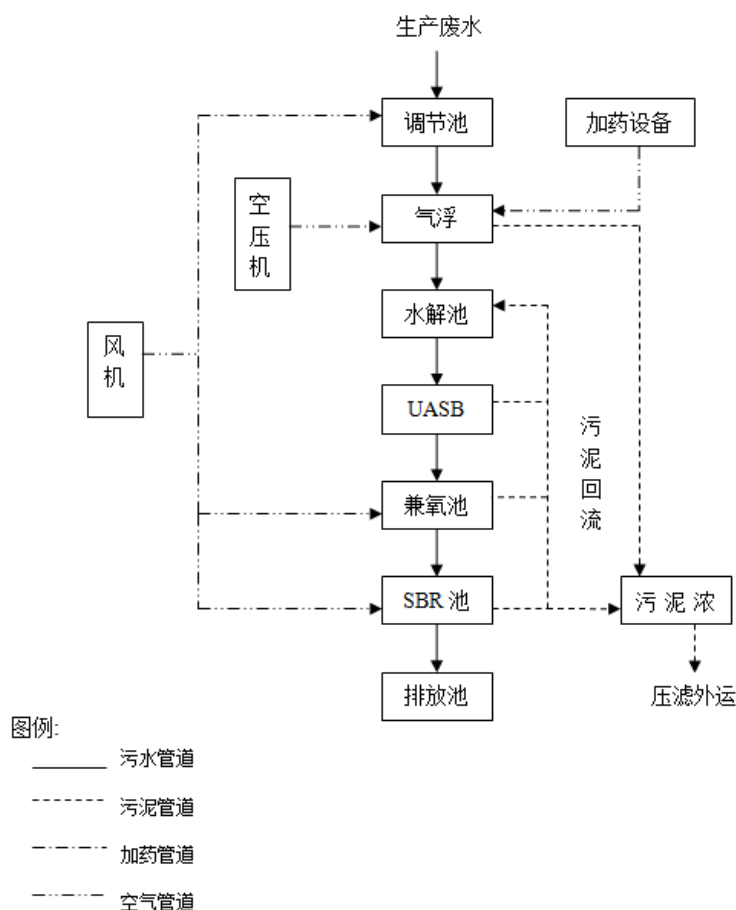 生产废水
调节池
加药设备
空压机
气浮
水解池
风机
UASB
污泥回流
兼氧池
SBR 池
污 泥 浓
排放池
压滤外运
图例:
污水管道
污泥管道
加药管道
空气管道